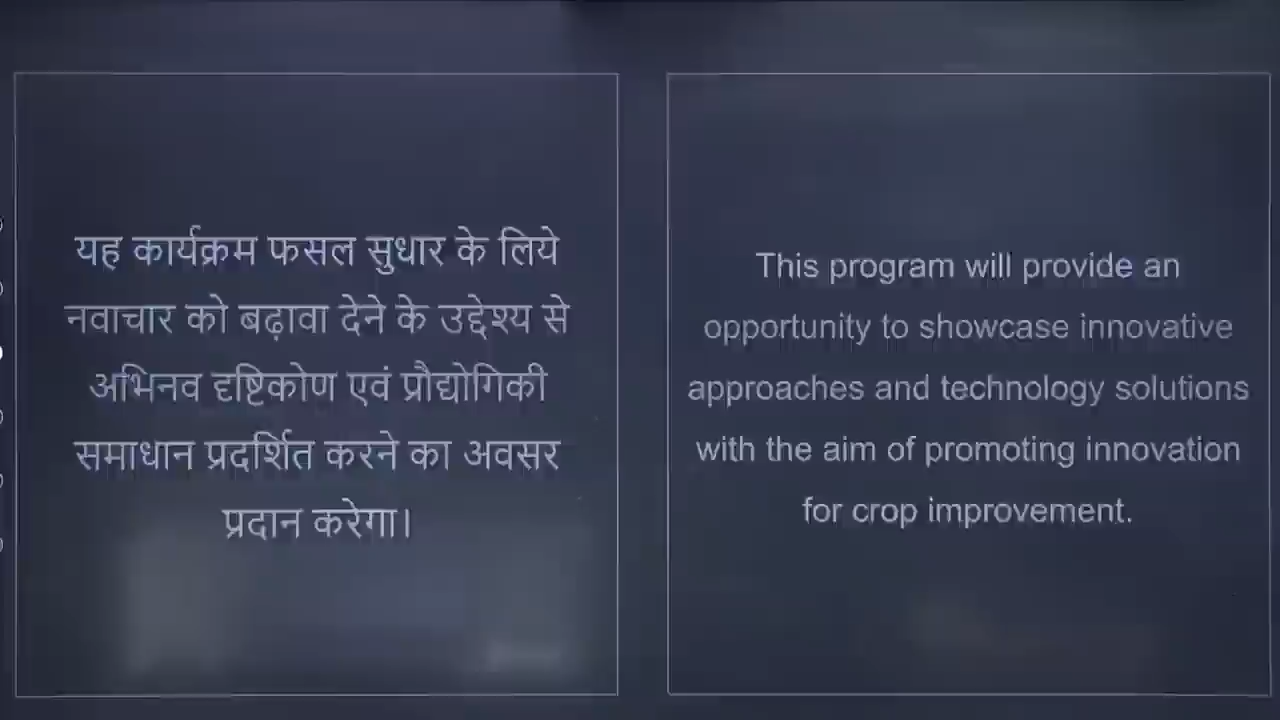 यह कार्यक्रम फसल सुधार के लिये
नवाचार को बढ़ावा देने के उद्देश्य से
अभिनव दृष्टिकोण एवं प्रौद्योगिकी
समाधान प्रदर्शित करने का अवसर
प्रदान करेगा।
This program will provide an
opportunity to showcase innovative
approaches and technology solutions
with the aim of promoting innovation
for crop improvement.